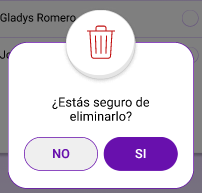 Gladys Romero
¿Estás seguro de
eliminarlo?
NO
SI